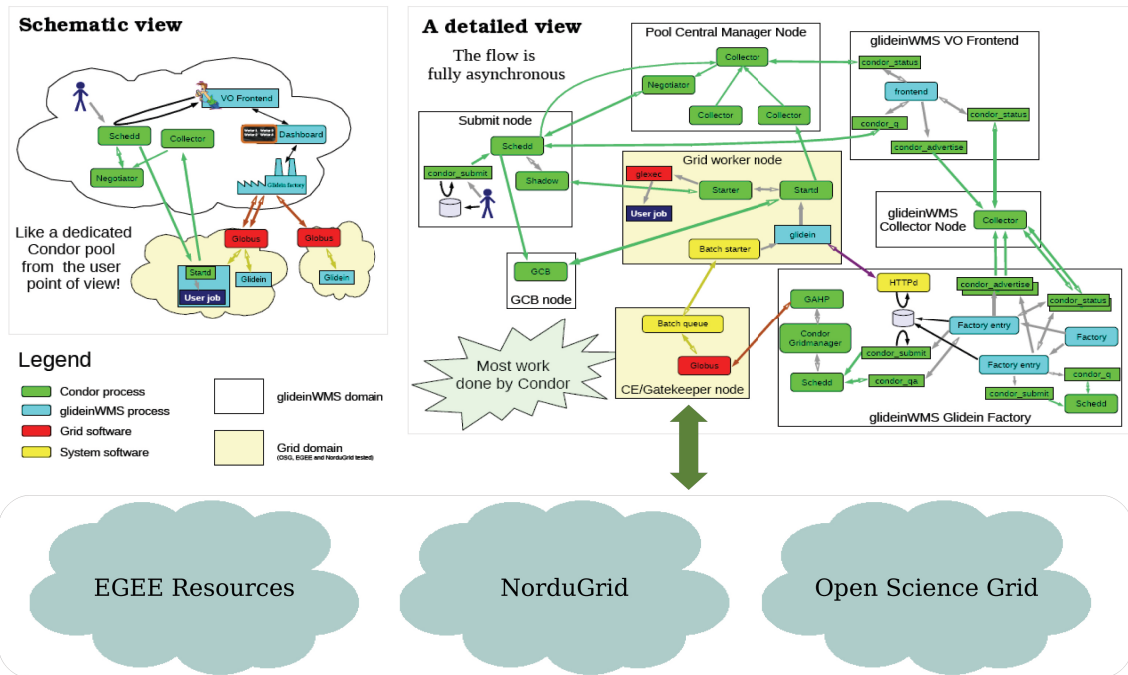 Schematic view
VO Frontend
Schedd
Collector
Dashboard
Negotiator
Glidein factory
Like a dedicated
Condor pool
from the user
point of view!
Globus
Globus
Startd
User job
Glidein
Glidein
Legend
Condor process
glideinWMS process
Grid software
System software
glideinWMS domain
Grid domain
(OSG, EGEE and NorduGrid tested)
A detailed view
The flow is
fully asynchronous
Pool Central Manager Node
Collector
Negotiator
Collector
Collector
glideinWMS VO Frontend
condor_status
frontend
condor_q
condor_status
condor_advertise
Submit node
Schedd
condor_submit
Shadow
Grid worker node
glexec
Starter
Startd
User job
glidein
Batch starter
glideinWMS
Collector Node
Collector
GCB
GCB node
Most work
done by Condor
Batch queue
Globus
CE/Gatekeeper node
HTTPd
GAHP
Condor
Gridmanager
Schedd
condor_submit
condor_qa
condor_advertise
condor_status
Factory entry
Factory
Factory entry
condor_q
condor_submit
Schedd
glideinWMS Glidein Factory
EGEE Resources
NorduGrid
Open Science Grid